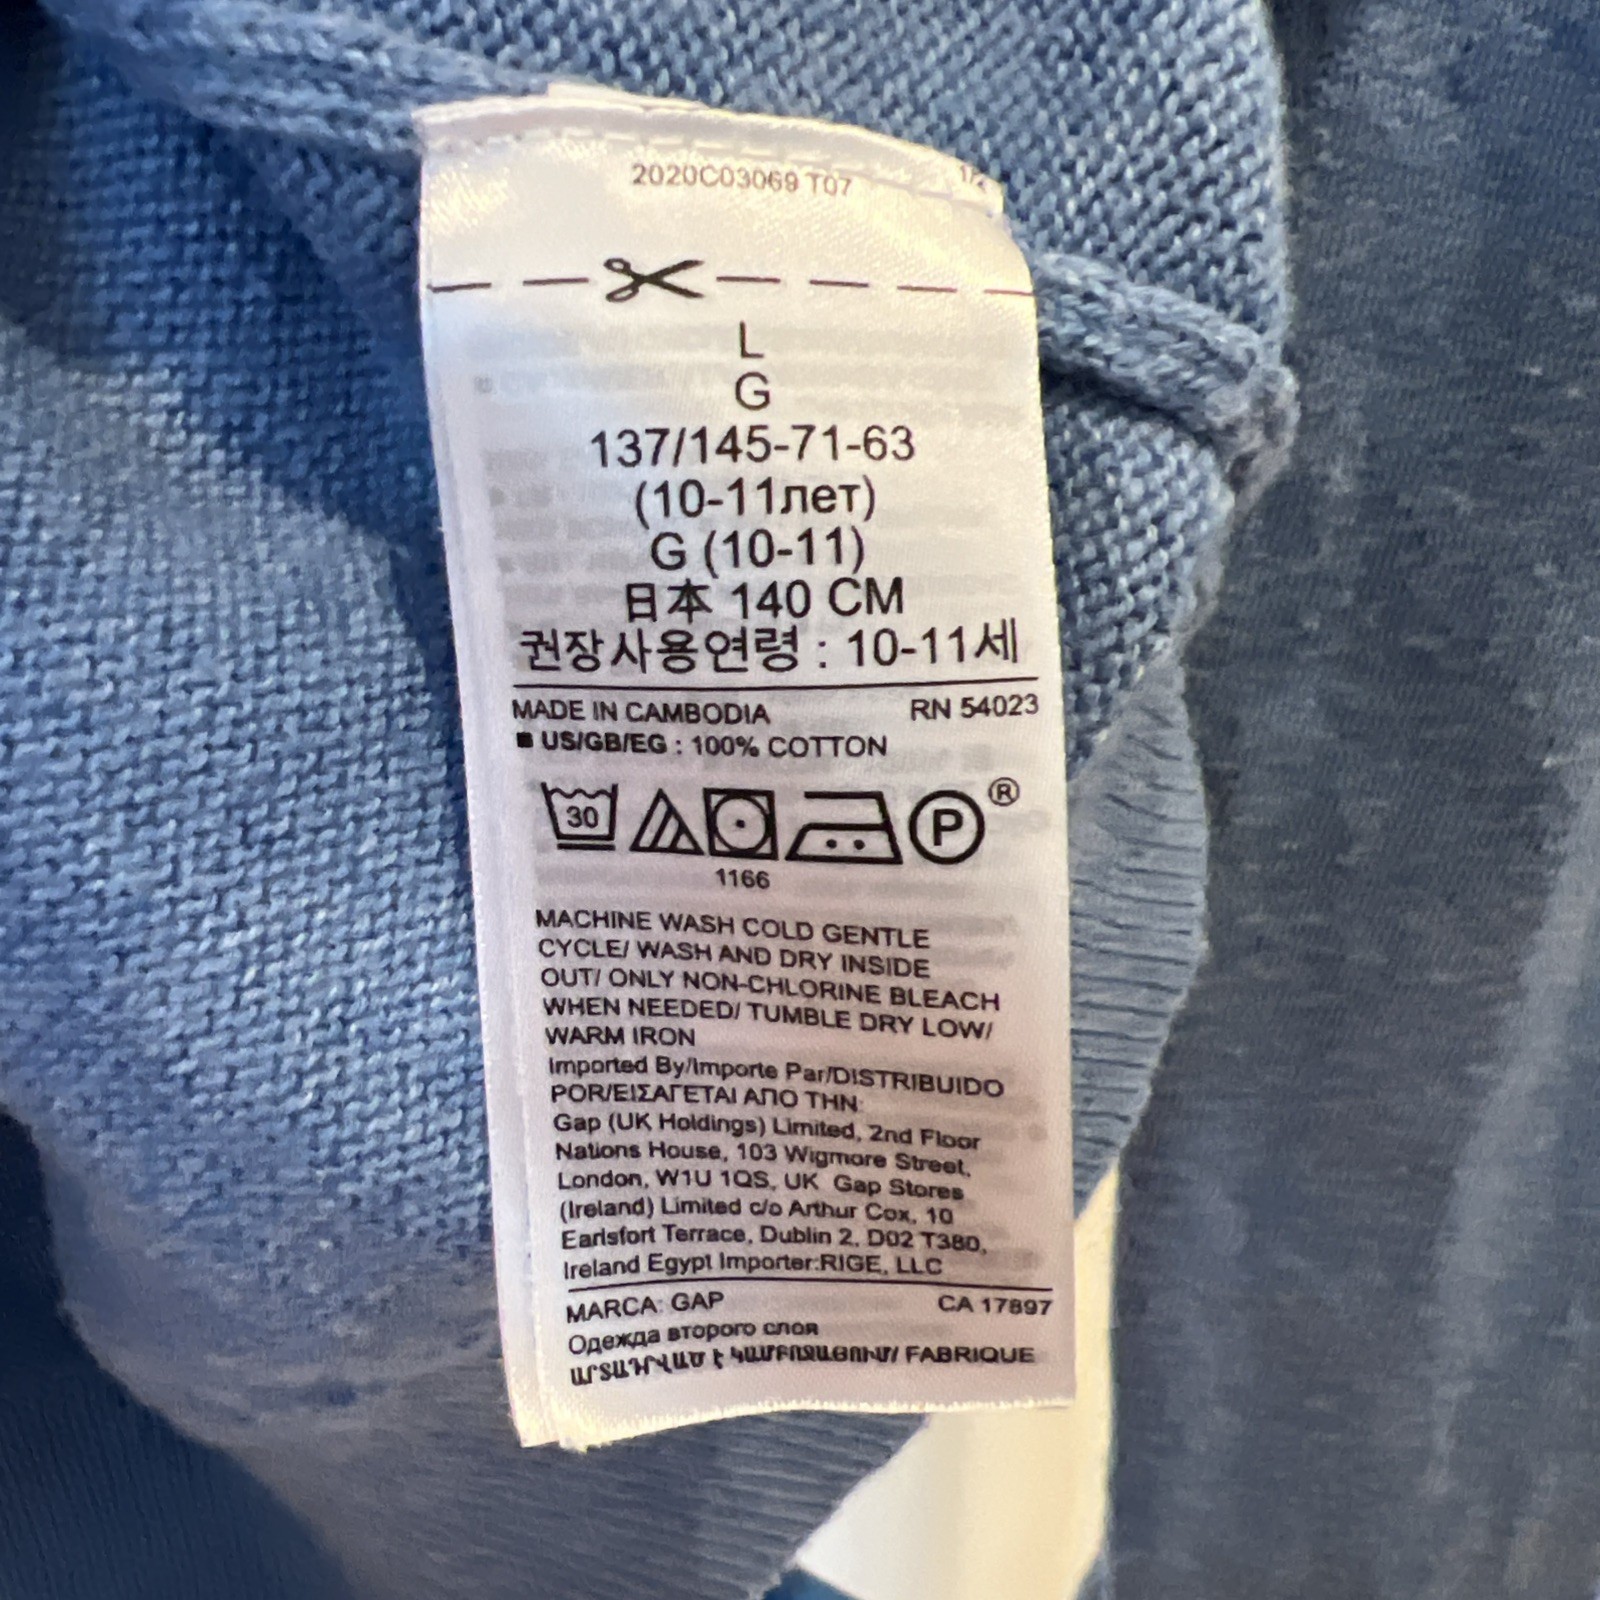 2020C03069 T07
1/2
L
G
137/145-71-63
(10-11лет)
G (10-11)
日本 140 CM
권장사용연령 : 10-11세
MADE IN CAMBODIA RN 54023
■ US/GB/EG : 100% COTTON
30 P ®
1166
MACHINE WASH COLD GENTLE
CYCLE/ WASH AND DRY INSIDE
OUT/ ONLY NON-CHLORINE BLEACH
WHEN NEEDED/ TUMBLE DRY LOW/
WARM IRON
Imported By/Importe Par/DISTRIBUIDO
POR/ΕΙΣΑΓΕΤΑΙ ΑΠΟ ΤΗΝ:
Gap (UK Holdings) Limited, 2nd Floor
Nations House, 103 Wigmore Street,
London, W1U 1QS, UK Gap Stores
(Ireland) Limited c/o Arthur Cox, 10
Earlsfort Terrace, Dublin 2, D02 T380,
Ireland Egypt Importer:RIGE, LLC
MARCA: GAP CA 17897
Одежда второго слоя
ԱՐՏԱԴՐՎԱԾ Է ԿԱՄԲՈՋԱՅՈՒՄ/ FABRIQUE